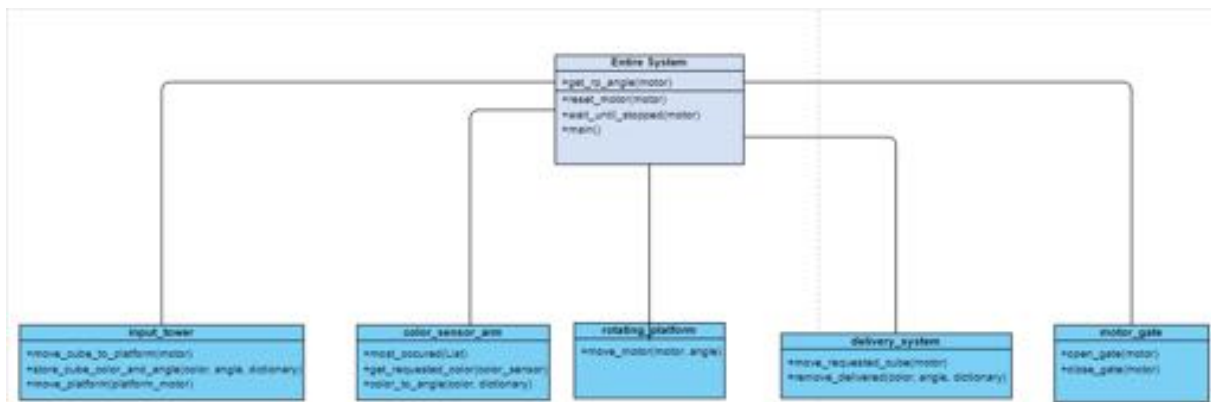 Entire System
+get_rp_angle(motor)
+reset_motor(motor)
+wait_until_stopped(motor)
+main()
input_tower
+move_cube_to_platform(motor)
+store_cube_color_and_angle(color, angle, dictionary)
+move_platform(platform_motor)
color_sensor_arm
+most_occured(List)
+get_requested_color(color_sensor)
+color_to_angle(color, dictionary)
rotating_platform
+move_motor(motor, angle)
delivery_system
+move_requested_cube(motor)
+remove_delivered(color, angle, dictionary)
motor_gate
+open_gate(motor)
+close_gate(motor)